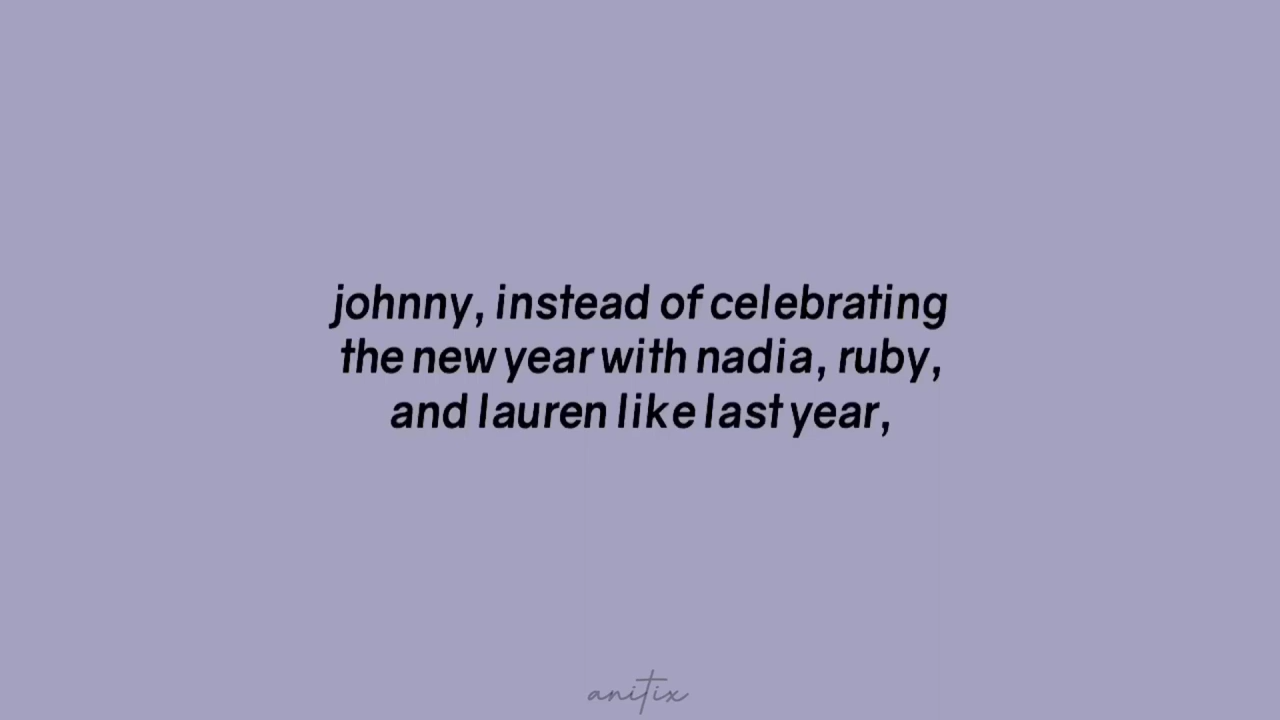 johnny, instead of celebrating
the new year with nadia, ruby,
and lauren like last year,
anitix